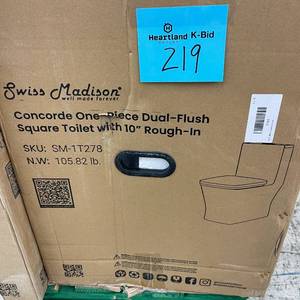 Heartland K-Bid
219
Swiss Madison®
well made forever
Concorde One-Piece Dual-Flush
Square Toilet with 10" Rough-In
SKU: SM-1T278
N.W: 105.82 lb.